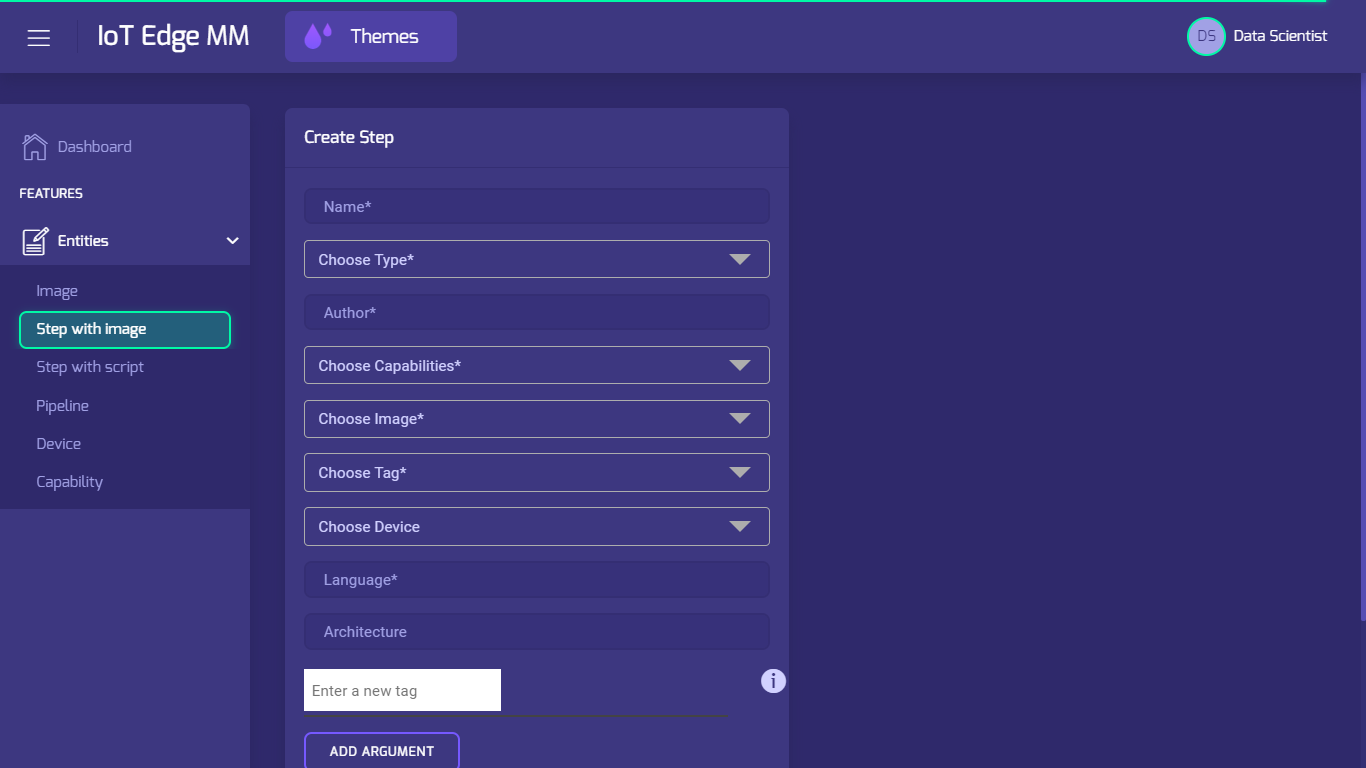 IoT Edge MM
Themes
DS
Data Scientist
Dashboard
FEATURES
Entities
Image
Step with image
Step with script
Pipeline
Device
Capability
Create Step
Name*
Choose Type*
Author*
Choose Capabilities*
Choose Image*
Choose Tag*
Choose Device
Language*
Architecture
Enter a new tag
i
ADD ARGUMENT